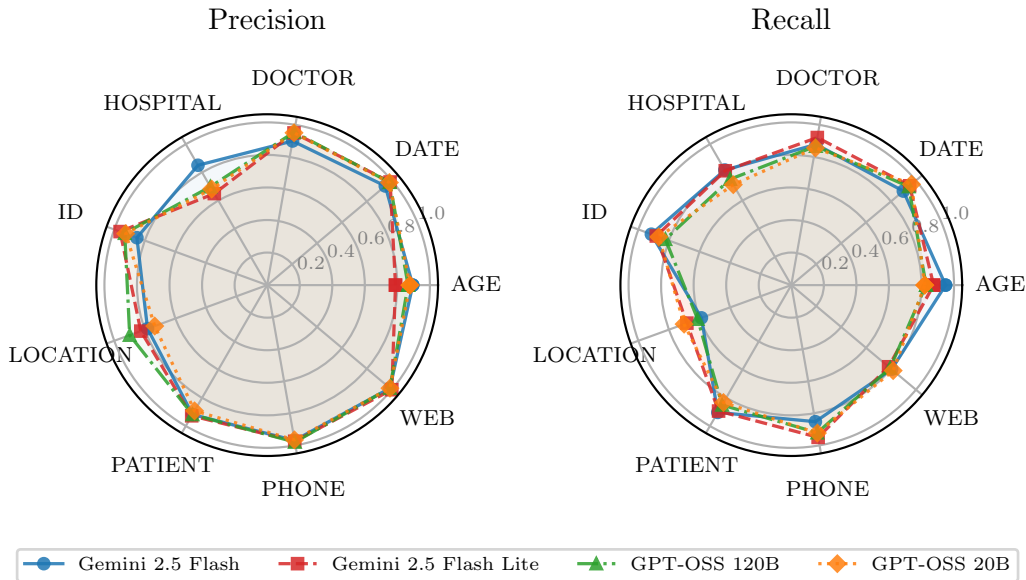 Precision
DOCTOR
HOSPITAL
DATE
ID
1.0
0.8
0.6
0.4
0.2
AGE
LOCATION
WEB
PATIENT
PHONE
Recall
DOCTOR
HOSPITAL
DATE
ID
1.0
0.8
0.6
0.4
0.2
AGE
LOCATION
WEB
PATIENT
PHONE
Gemini 2.5 Flash
Gemini 2.5 Flash Lite
GPT-OSS 120B
GPT-OSS 20B